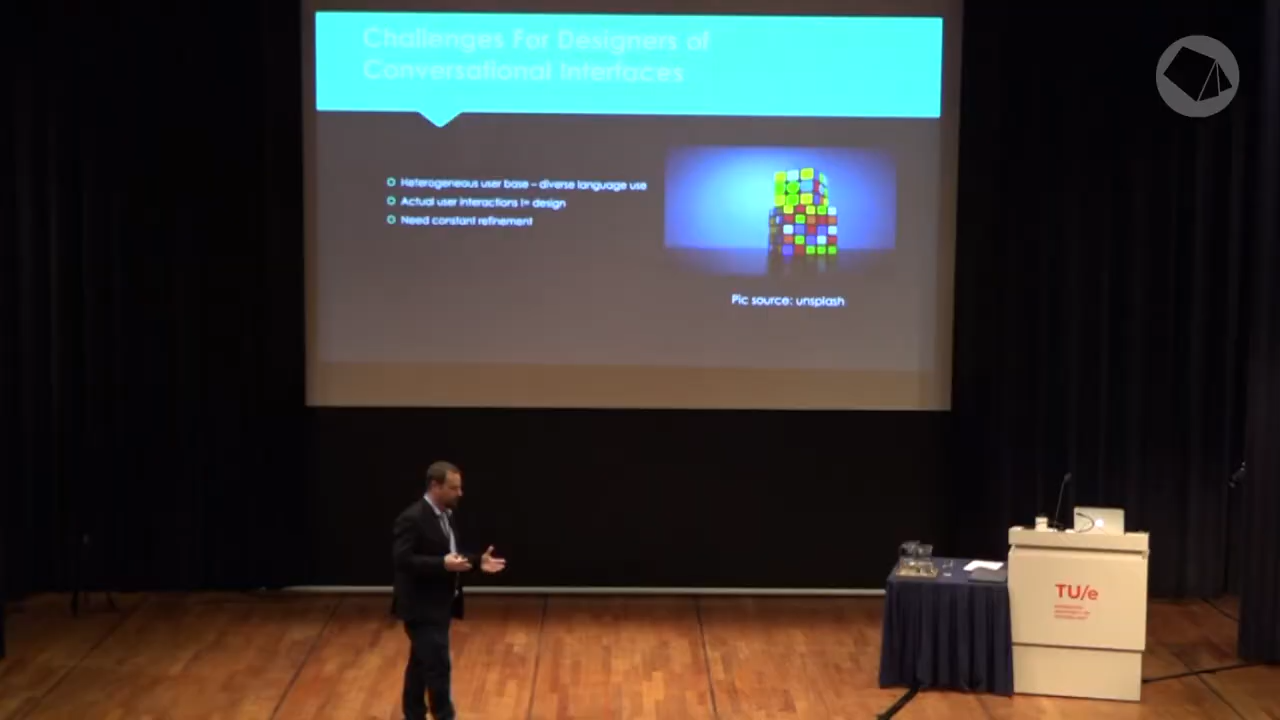 Challenges For Designers of
Conversational Interfaces
Heterogeneous user base – diverse language use
Actual user interactions != design
Need constant refinement
Pic source: unsplash
TU/e